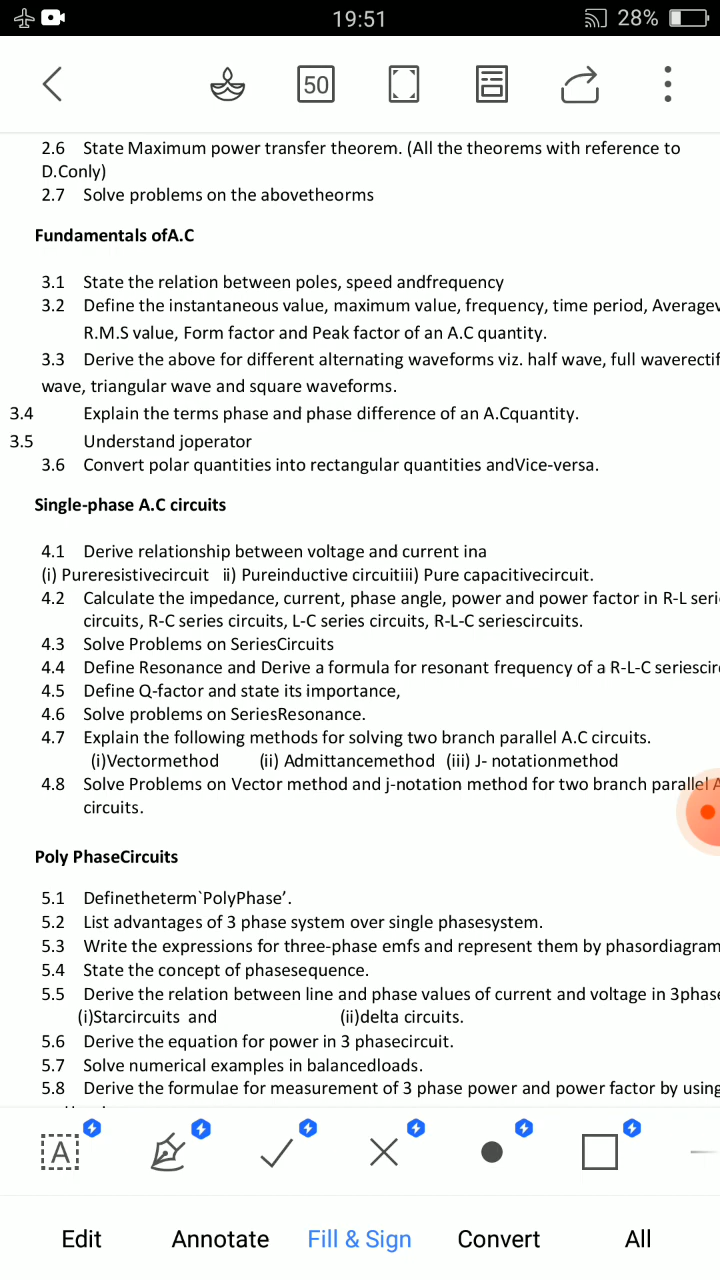 19:51
28%
50
2.6 State Maximum power transfer theorem. (All the theorems with reference to
D.Conly)
2.7 Solve problems on the abovetheorms
Fundamentals ofA.C
3.1 State the relation between poles, speed andfrequency
3.2 Define the instantaneous value, maximum value, frequency, time period, Averagev
R.M.S value, Form factor and Peak factor of an A.C quantity.
3.3 Derive the above for different alternating waveforms viz. half wave, full waverectif
wave, triangular wave and square waveforms.
3.4 Explain the terms phase and phase difference of an A.Cquantity.
3.5 Understand joperator
3.6 Convert polar quantities into rectangular quantities andVice-versa.
Single-phase A.C circuits
4.1 Derive relationship between voltage and current ina
(i) Pureresistivecircuit ii) Pureinductive circuitiii) Pure capacitivecircuit.
4.2 Calculate the impedance, current, phase angle, power and power factor in R-L seri
circuits, R-C series circuits, L-C series circuits, R-L-C seriescircuits.
4.3 Solve Problems on SeriesCircuits
4.4 Define Resonance and Derive a formula for resonant frequency of a R-L-C seriescir
4.5 Define Q-factor and state its importance,
4.6 Solve problems on SeriesResonance.
4.7 Explain the following methods for solving two branch parallel A.C circuits.
(i)Vectormethod (ii) Admittancemethod (iii) J- notationmethod
4.8 Solve Problems on Vector method and j-notation method for two branch parallel A
circuits.
Poly PhaseCircuits
5.1 Definetheterm`PolyPhase’.
5.2 List advantages of 3 phase system over single phasesystem.
5.3 Write the expressions for three-phase emfs and represent them by phasordiagram
5.4 State the concept of phasesequence.
5.5 Derive the relation between line and phase values of current and voltage in 3phase
(i)Starcircuits and (ii)delta circuits.
5.6 Derive the equation for power in 3 phasecircuit.
5.7 Solve numerical examples in balancedloads.
5.8 Derive the formulae for measurement of 3 phase power and power factor by using
A
Edit Annotate Fill & Sign Convert All